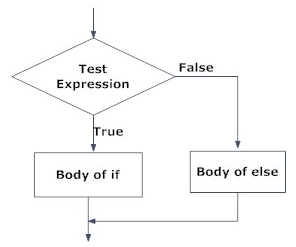 Test
Expression
False
True
Body of if
Body of else